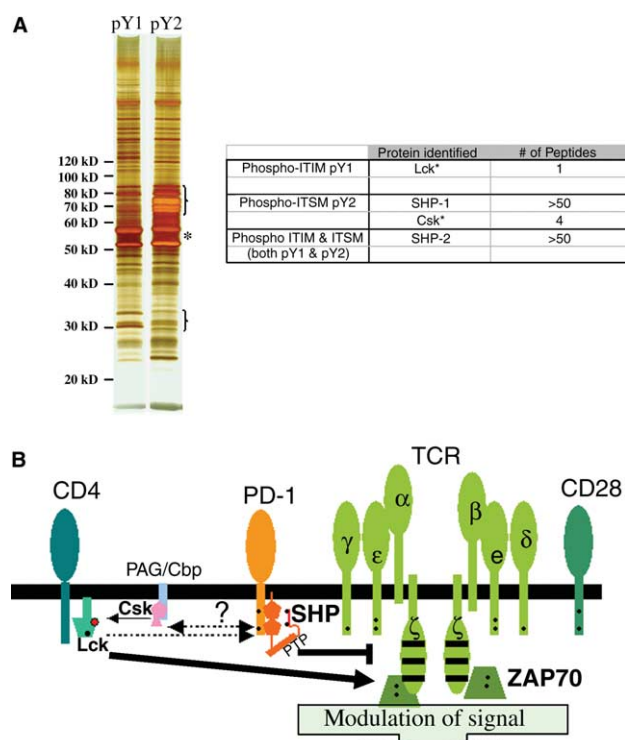 A
pY1 pY2
120 kD
100 kD
80 kD
70 kD
60 kD
50 kD
40 kD
30 kD
20 kD
*
Protein identified # of Peptides
Phospho-ITIM pY1 Lck* 1
Phospho-ITSM pY2 SHP-1 >50
Csk* 4
Phospho ITIM & ITSM SHP-2 >50
(both pY1 & pY2)
B
TCR
CD4 PD-1 CD28
α β
γ ε e δ
PAG/Cbp
Csk ? SHP
Lck PTP ζ ζ
ZAP70
Modulation of signal